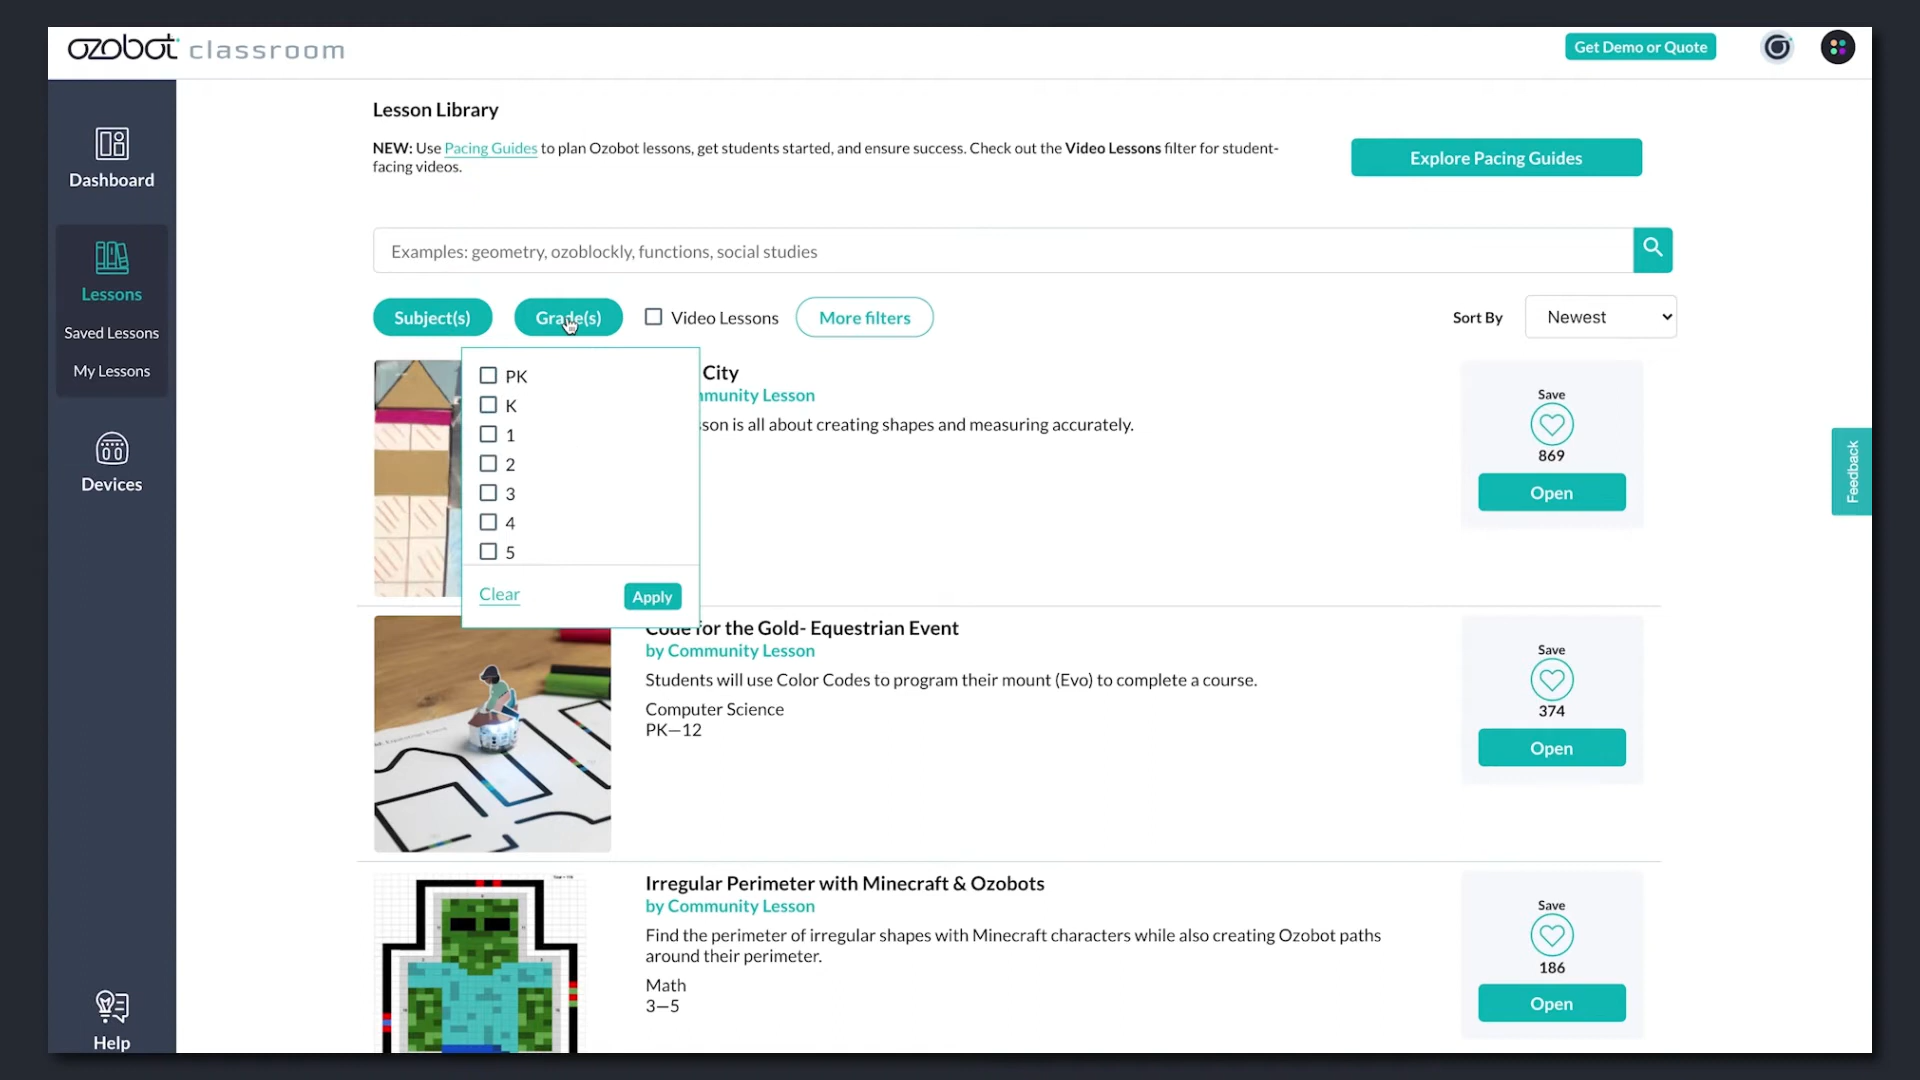 ozobot classroom
Get Demo or Quote
Dashboard
Lessons
Saved Lessons
My Lessons
Devices
Help
Lesson Library
NEW: Use Pacing Guides to plan Ozobot lessons, get students started, and ensure success. Check out the Video Lessons filter for student-
facing videos.
Explore Pacing Guides
Examples: geometry, ozoblockly, functions, social studies
Subject(s)
Grade(s)
Video Lessons
More filters
Sort By
Newest
PK
K
1
2
3
4
5
Clear
Apply
City
Community Lesson
son is all about creating shapes and measuring accurately.
Save
869
Open
Feedback
Code for the Gold- Equestrian Event
by Community Lesson
Students will use Color Codes to program their mount (Evo) to complete a course.
Computer Science
PK—12
Save
374
Open
Irregular Perimeter with Minecraft & Ozobots
by Community Lesson
Find the perimeter of irregular shapes with Minecraft characters while also creating Ozobot paths
around their perimeter.
Math
3—5
Save
186
Open